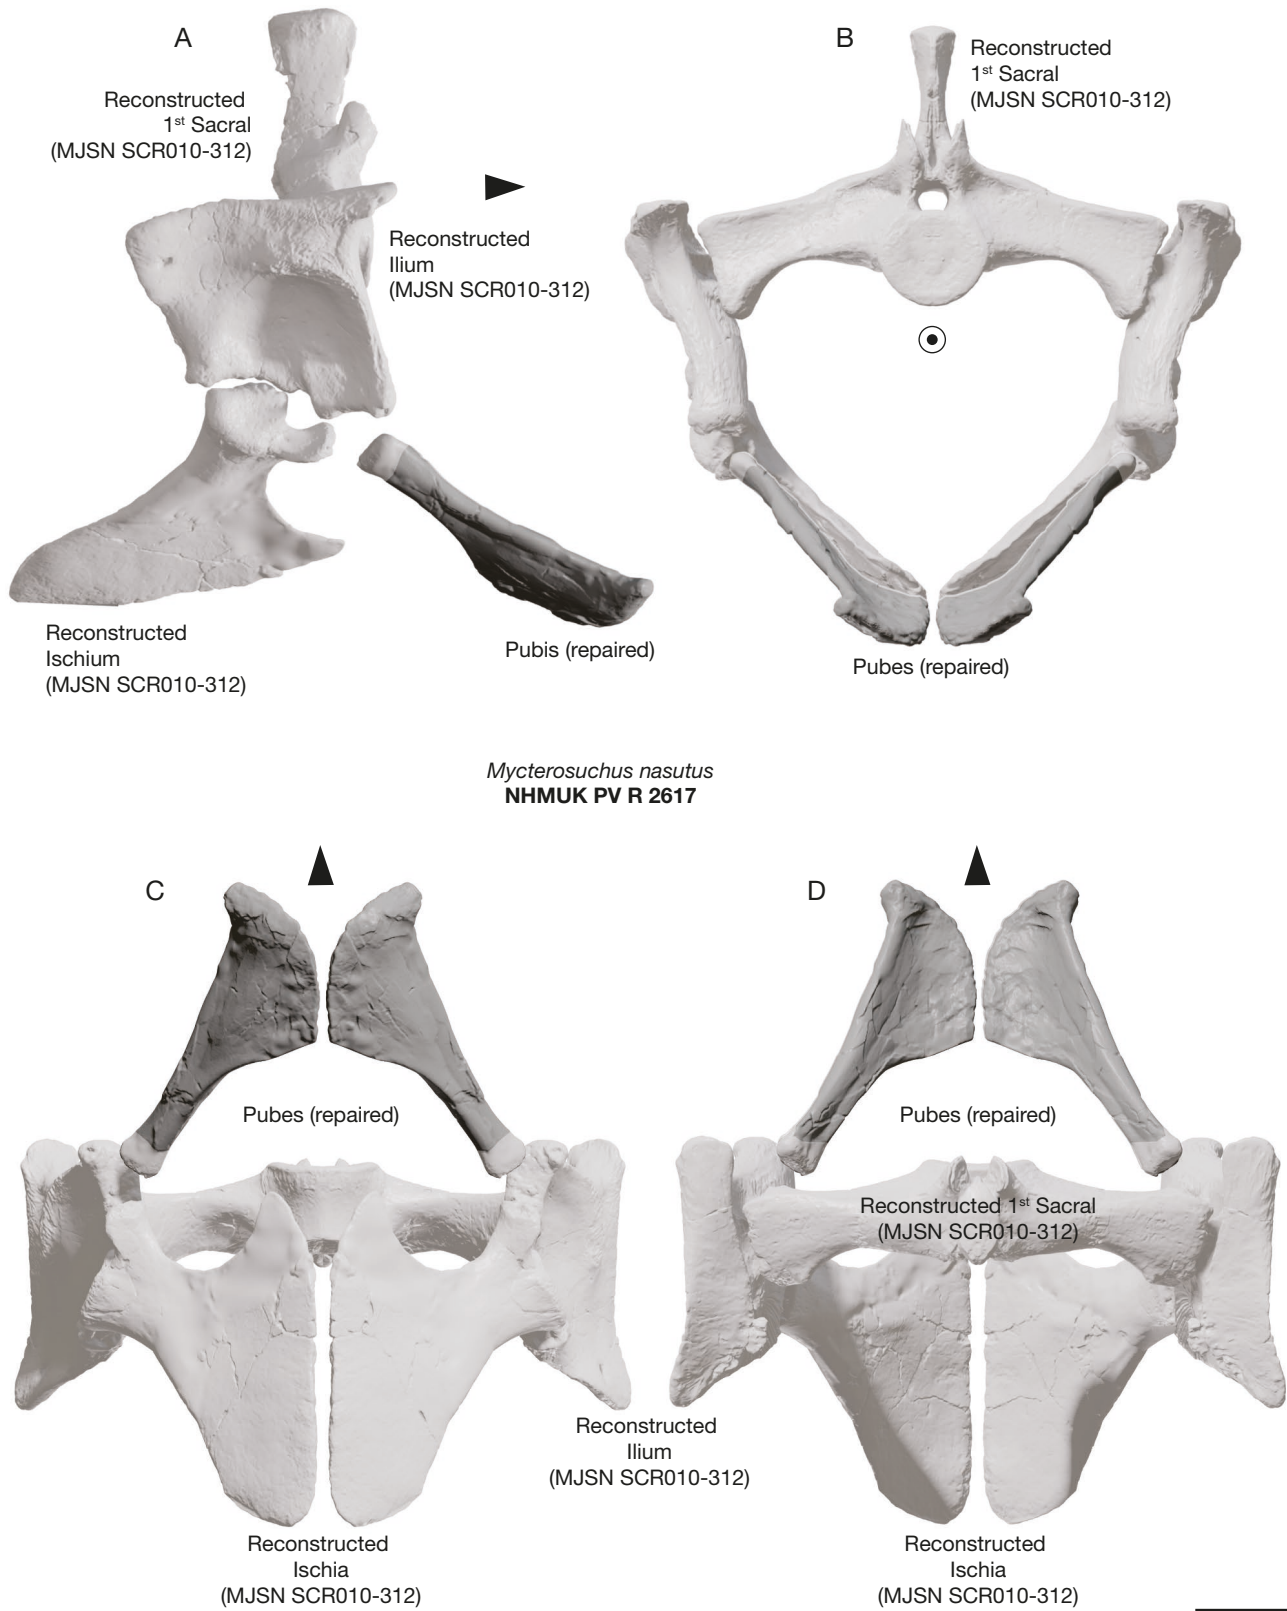 A
Reconstructed
1st Sacral
(MJSN SCR010-312)
Reconstructed
Ilium
(MJSN SCR010-312)
Reconstructed
Ischium
(MJSN SCR010-312)
Pubis (repaired)
B
Reconstructed
1st Sacral
(MJSN SCR010-312)
Pubes (repaired)
Mycterosuchus nasutus
NHMUK PV R 2617
C
Pubes (repaired)
Reconstructed
Ischia
(MJSN SCR010-312)
Reconstructed
Ilium
(MJSN SCR010-312)
D
Pubes (repaired)
Reconstructed 1st Sacral
(MJSN SCR010-312)
Reconstructed
Ischia
(MJSN SCR010-312)